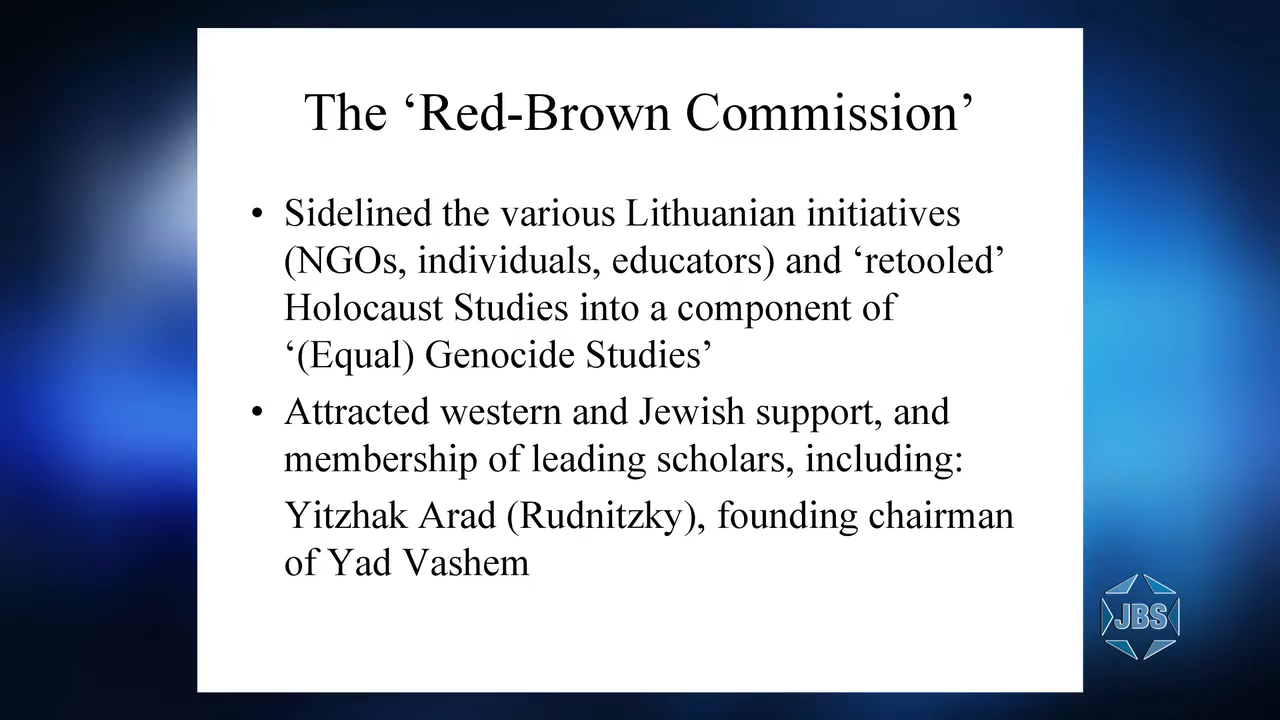 The ‘Red-Brown Commission’
• Sidelined the various Lithuanian initiatives
(NGOs, individuals, educators) and ‘retooled’
Holocaust Studies into a component of
‘(Equal) Genocide Studies’
• Attracted western and Jewish support, and
membership of leading scholars, including:
Yitzhak Arad (Rudnitzky), founding chairman
of Yad Vashem
JBS